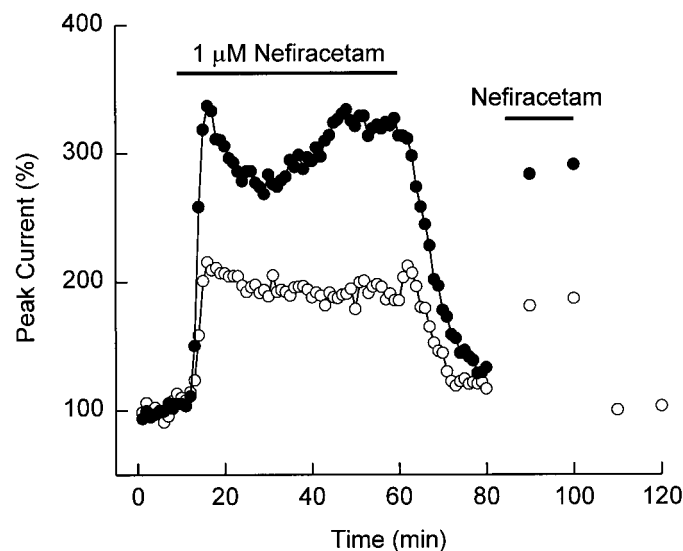 400
1 μM Nefiracetam
Nefiracetam
300
200
100
Peak Current (%)
0 20 40 60 80 100 120
Time (min)